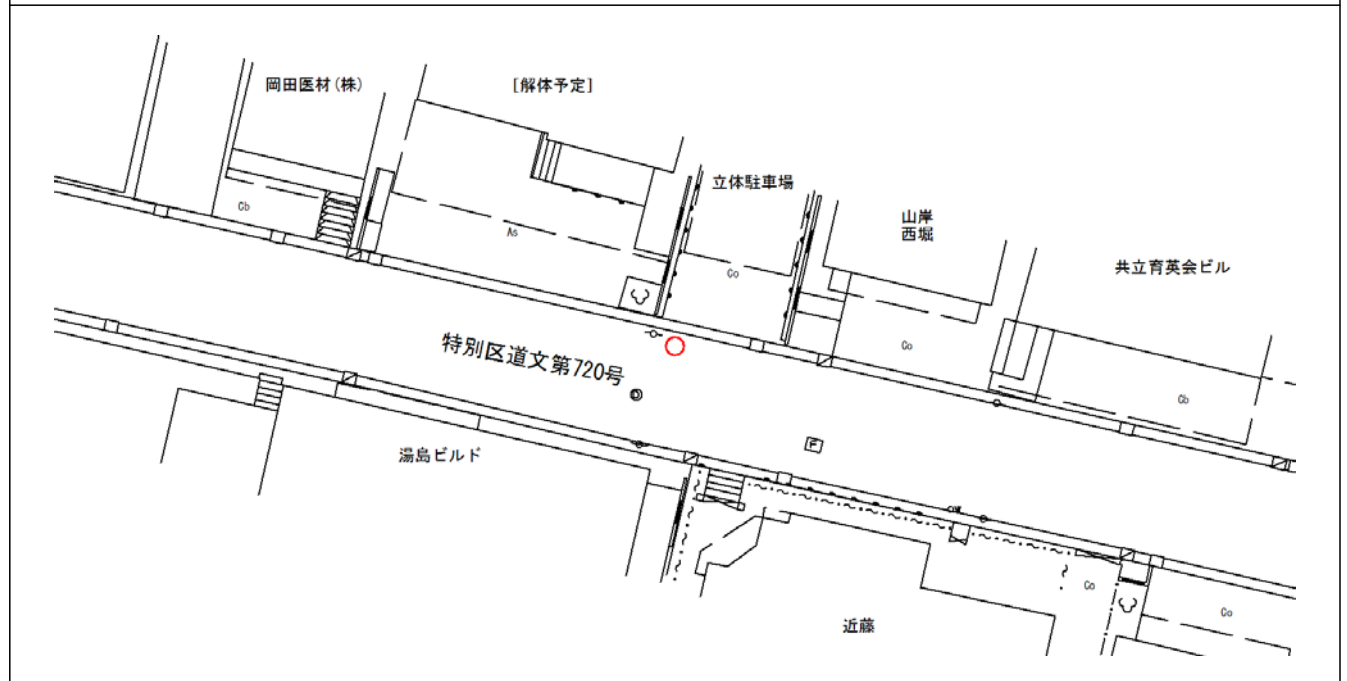 岡田医材(株)
[解体予定]
立体駐車場
山岸
西堀
共立育英会ビル
Cb
As
Co
Co
Cb
特別区道文第720号
F
湯島ビルド
近藤
Co
Co